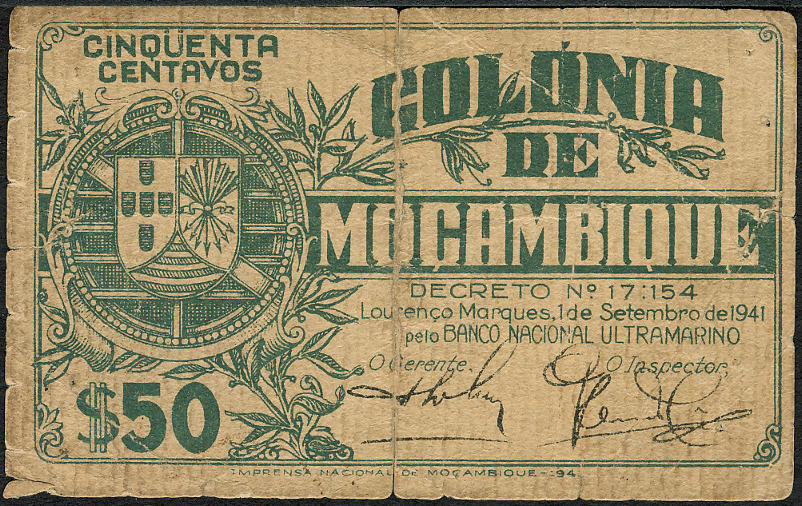 CINQÜENTA
CENTAVOS
COLÓNIA
DE
MOÇAMBIQUE
DECRETO Nº 17:154
Lourenço Marques, 1 de Setembro de 1941
pelo BANCO NACIONAL ULTRAMARINO
O Gerente. O Inspector,
$50
IMPRENSA NACIONAL DE MOÇAMBIQUE